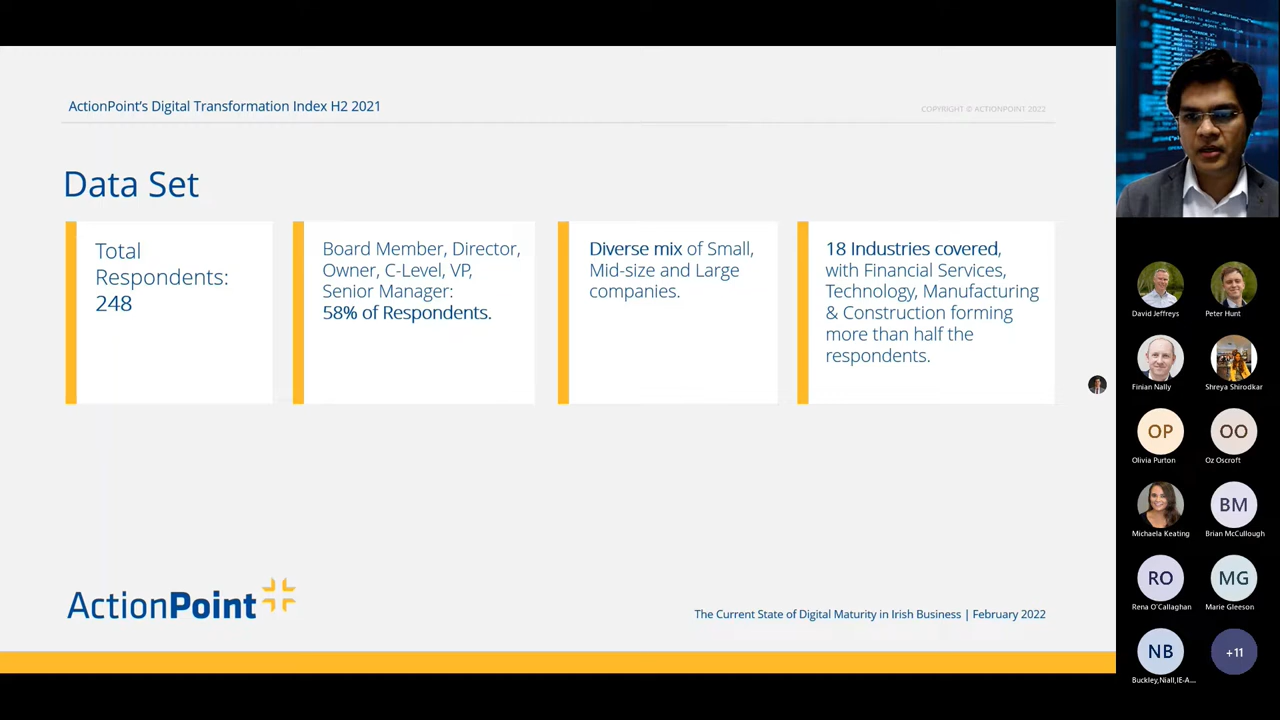 ActionPoint's Digital Transformation Index H2 2021
COPYRIGHT © ACTIONPOINT 2022
Data Set
Total
Respondents:
248
Board Member, Director,
Owner, C-Level, VP,
Senior Manager:
58% of Respondents.
Diverse mix of Small,
Mid-size and Large
companies.
18 Industries covered,
with Financial Services,
Technology, Manufacturing
& Construction forming
more than half the
respondents.
ActionPoint
The Current State of Digital Maturity in Irish Business | February 2022
David Jeffreys
Peter Hunt
Finian Nally
Shreya Shirodkar
OP
OO
Olivia Purton
Oz Oscroft
BM
Michaela Keating
Brian McCullough
RO
MG
Rena O'Callaghan
Marie Gleeson
NB
+11
Buckley,Niall,IE-A...